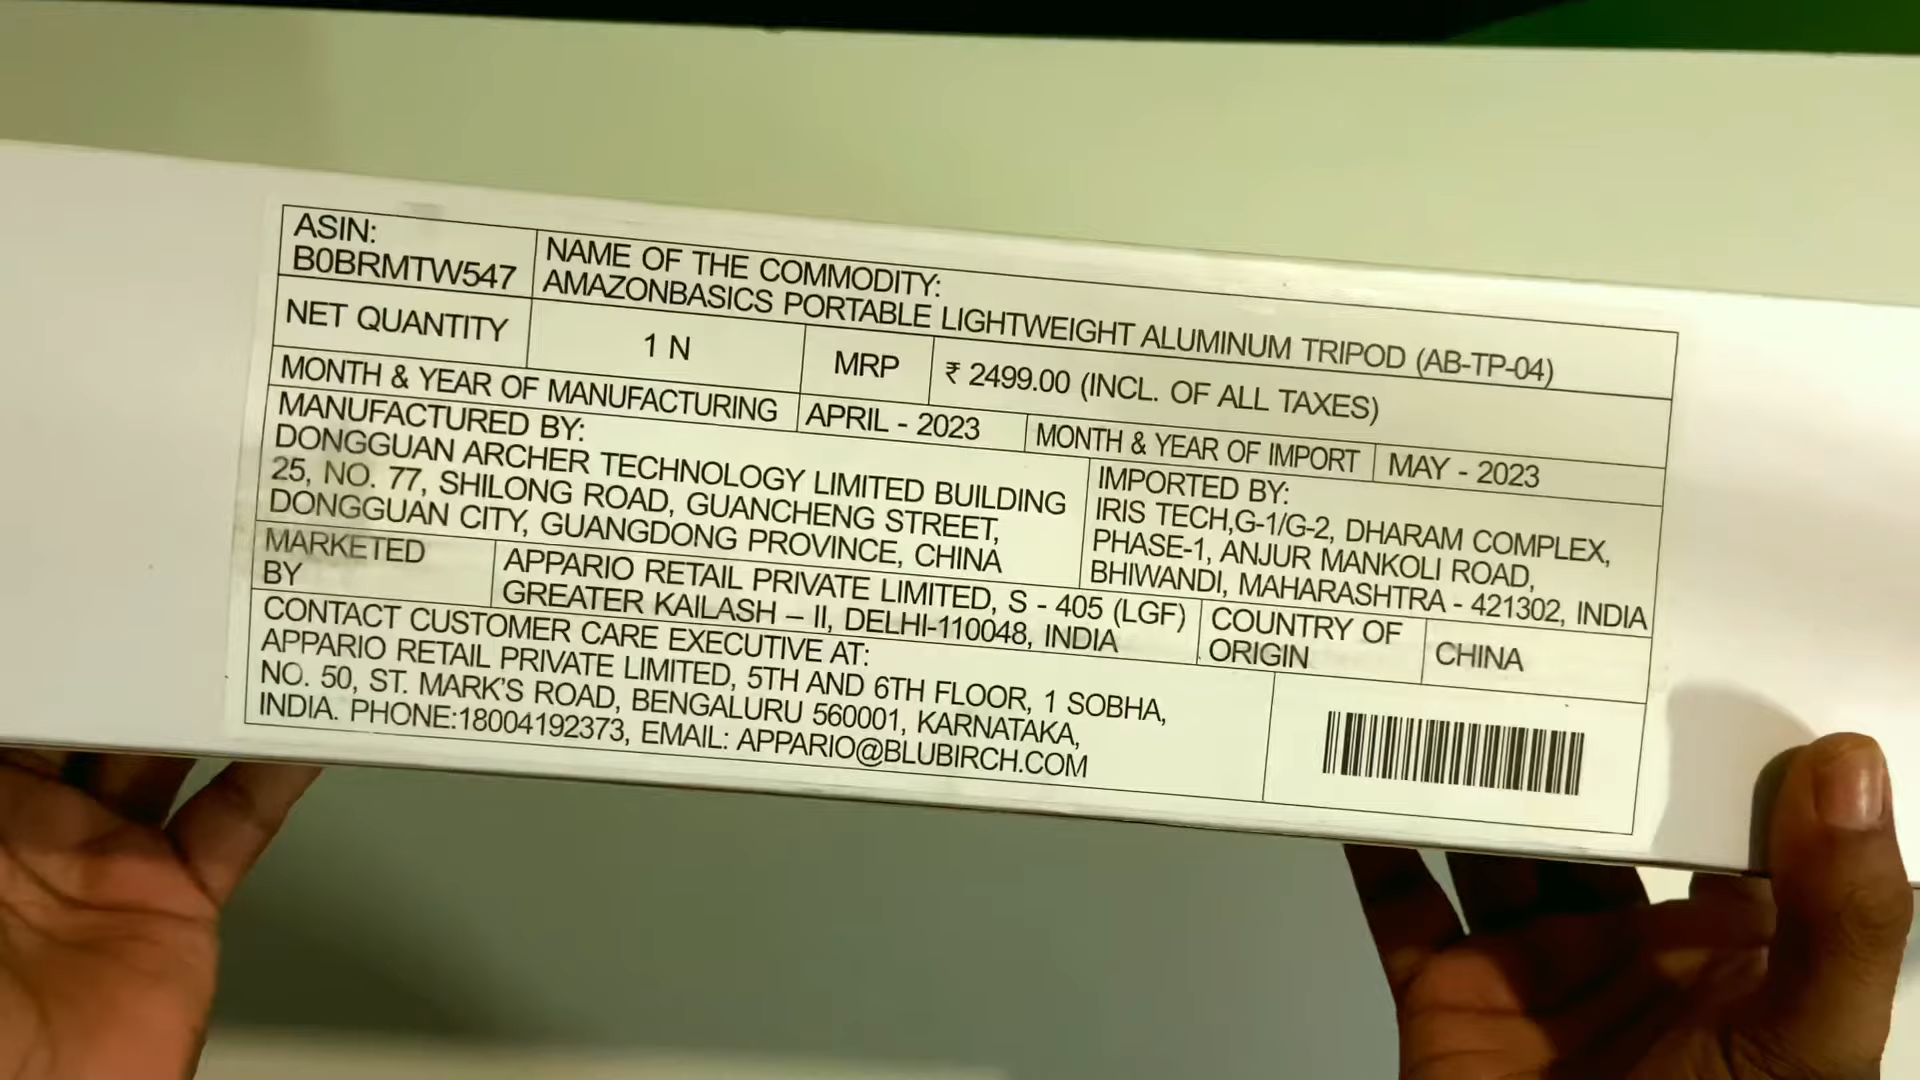 ASIN:
B0BRMTW547
NAME OF THE COMMODITY:
AMAZONBASICS PORTABLE LIGHTWEIGHT ALUMINUM TRIPOD (AB-TP-04)
NET QUANTITY
1 N
MRP
₹ 2499.00 (INCL. OF ALL TAXES)
MONTH & YEAR OF MANUFACTURING
APRIL - 2023
MONTH & YEAR OF IMPORT
MAY - 2023
MANUFACTURED BY:
DONGGUAN ARCHER TECHNOLOGY LIMITED BUILDING
25, NO. 77, SHILONG ROAD, GUANCHENG STREET,
DONGGUAN CITY, GUANGDONG PROVINCE, CHINA
IMPORTED BY:
IRIS TECH,G-1/G-2, DHARAM COMPLEX,
PHASE-1, ANJUR MANKOLI ROAD,
BHIWANDI, MAHARASHTRA - 421302, INDIA
MARKETED
BY
APPARIO RETAIL PRIVATE LIMITED, S - 405 (LGF)
GREATER KAILASH – II, DELHI-110048, INDIA
COUNTRY OF
ORIGIN
CHINA
CONTACT CUSTOMER CARE EXECUTIVE AT:
APPARIO RETAIL PRIVATE LIMITED, 5TH AND 6TH FLOOR, 1 SOBHA,
NO. 50, ST. MARK'S ROAD, BENGALURU 560001, KARNATAKA,
INDIA. PHONE:18004192373, EMAIL: APPARIO@BLUBIRCH.COM